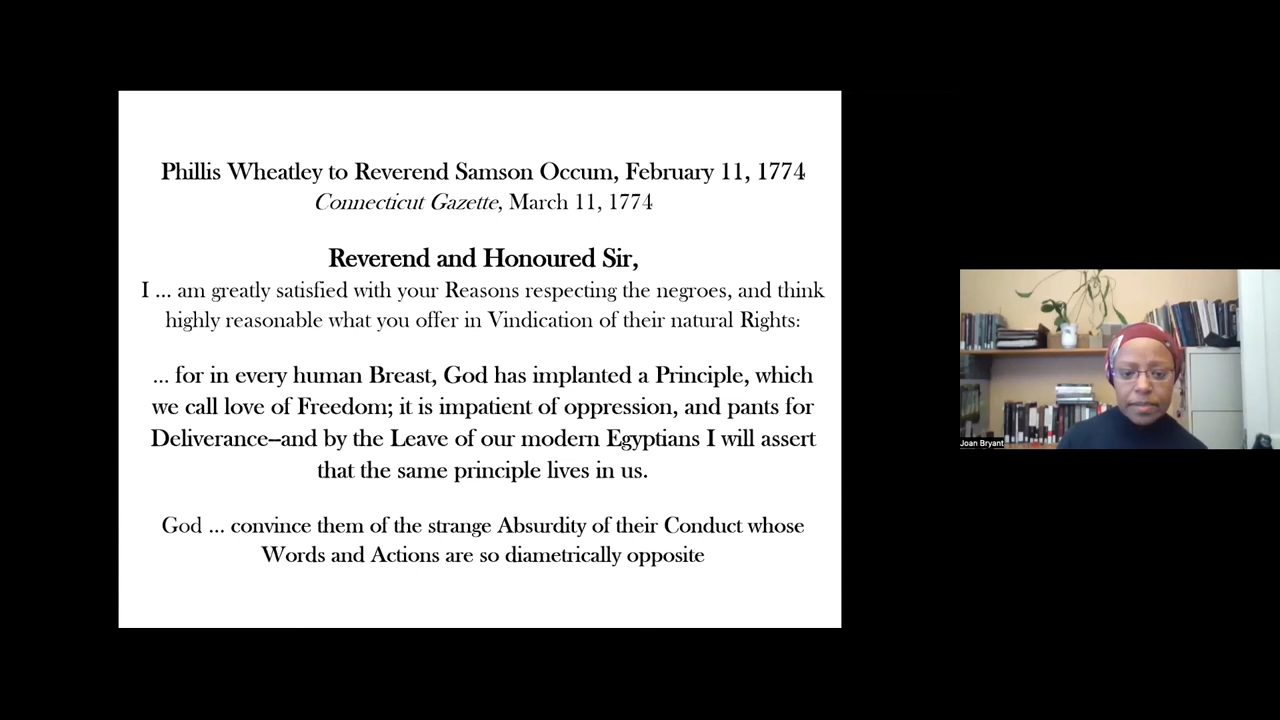 Phillis Wheatley to Reverend Samson Occum, February 11, 1774
Connecticut Gazette, March 11, 1774
Reverend and Honoured Sir,
I ... am greatly satisfied with your Reasons respecting the negroes, and think
highly reasonable what you offer in Vindication of their natural Rights:
... for in every human Breast, God has implanted a Principle, which
we call love of Freedom; it is impatient of oppression, and pants for
Deliverance–and by the Leave of our modern Egyptians I will assert
that the same principle lives in us.
God ... convince them of the strange Absurdity of their Conduct whose
Words and Actions are so diametrically opposite
Joan Bryant